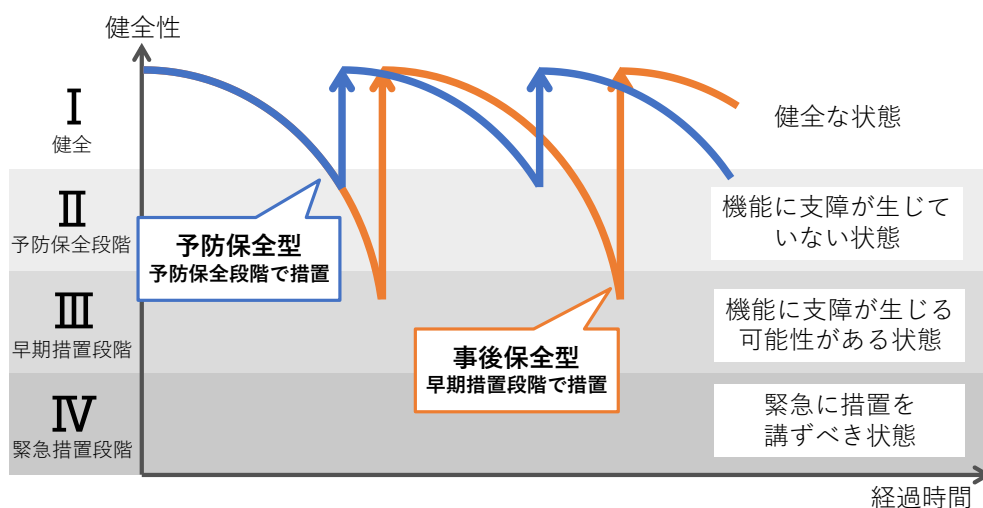 健全性
Ⅰ
健全
健全な状態
Ⅱ
予防保全段階
機能に支障が生じて
いない状態
予防保全型
予防保全段階で措置
Ⅲ
早期措置段階
機能に支障が生じる
可能性がある状態
事後保全型
早期措置段階で措置
Ⅳ
緊急措置段階
緊急に措置を
講ずべき状態
経過時間